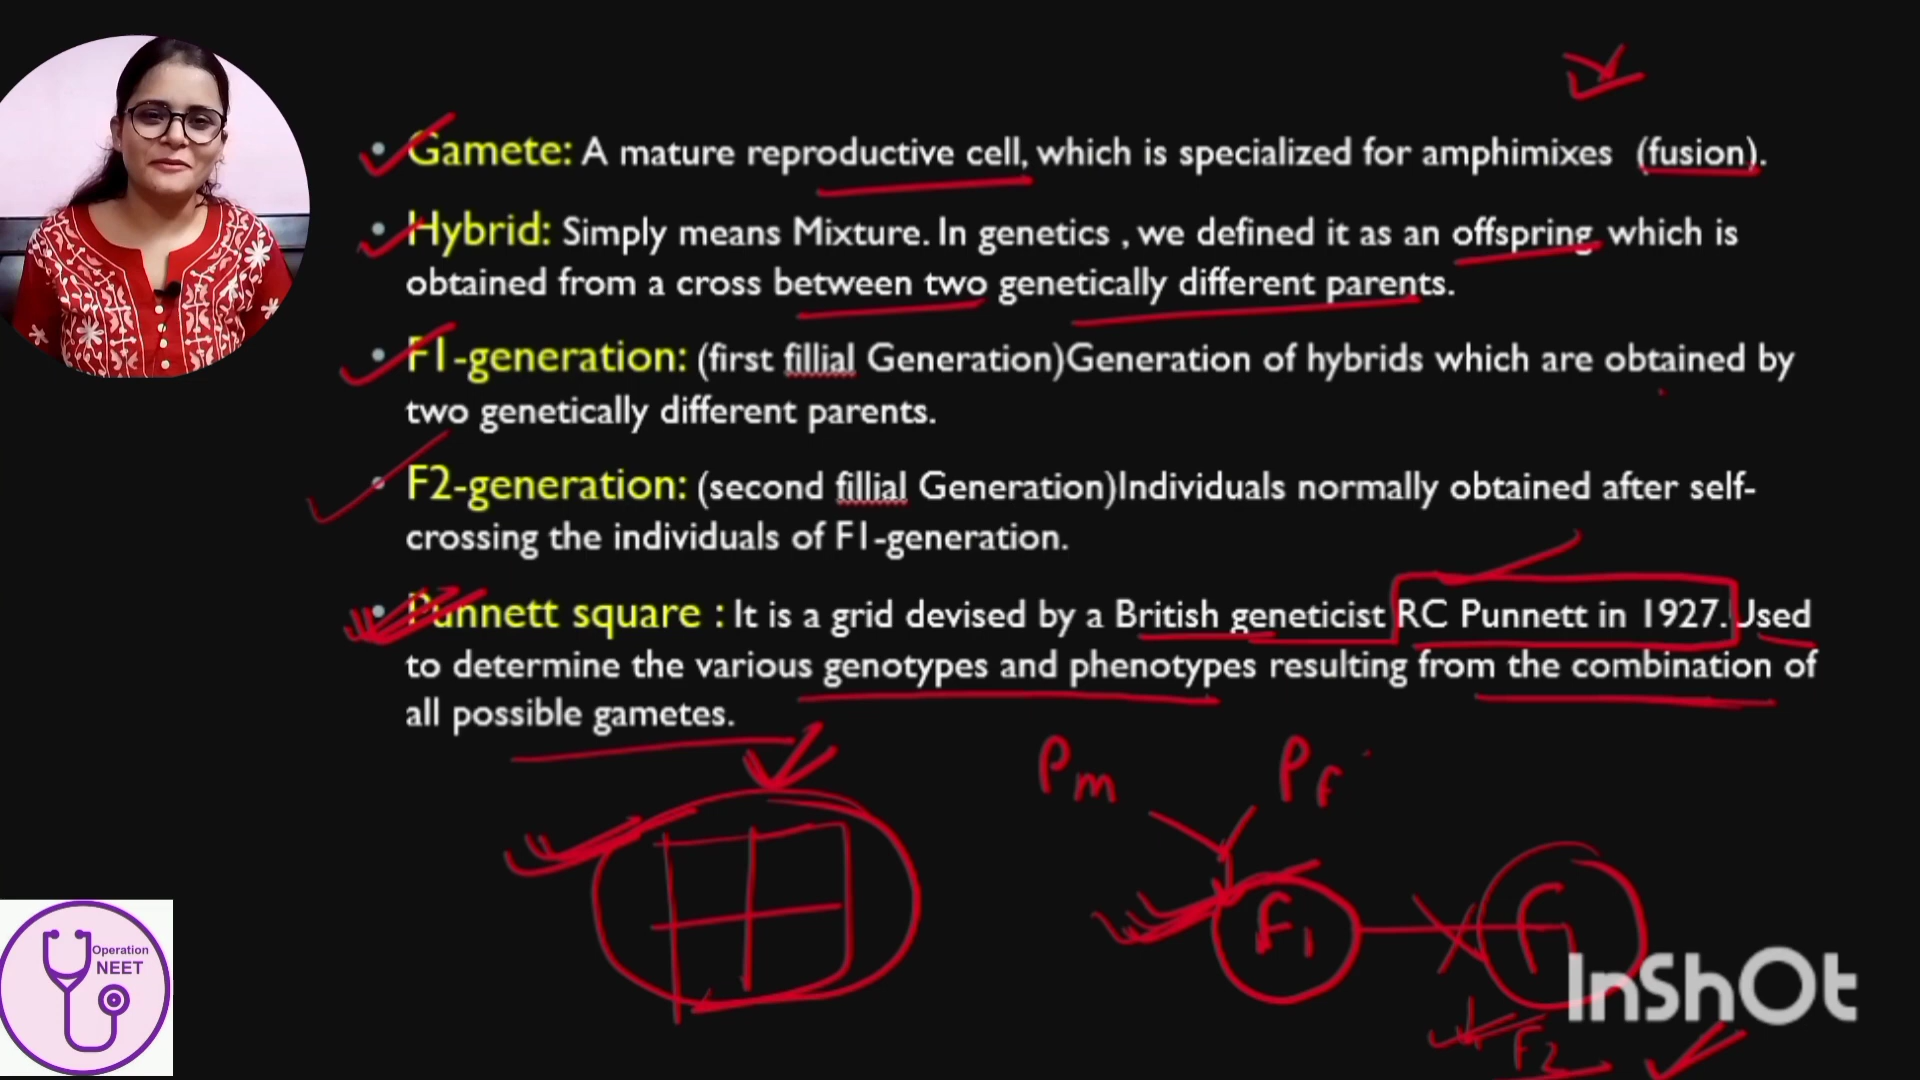 Gamete: A mature reproductive cell, which is specialized for amphimixes (fusion).
Hybrid: Simply means Mixture. In genetics , we defined it as an offspring which is
obtained from a cross between two genetically different parents.
F1-generation: (first fillial Generation)Generation of hybrids which are obtained by
two genetically different parents.
F2-generation: (second fillial Generation)Individuals normally obtained after self-
crossing the individuals of F1-generation.
Punnett square : It is a grid devised by a British geneticist RC Punnett in 1927. Used
to determine the various genotypes and phenotypes resulting from the combination of
all possible gametes.
Pm Pf
F1
F2
Operation
NEET
InShOt